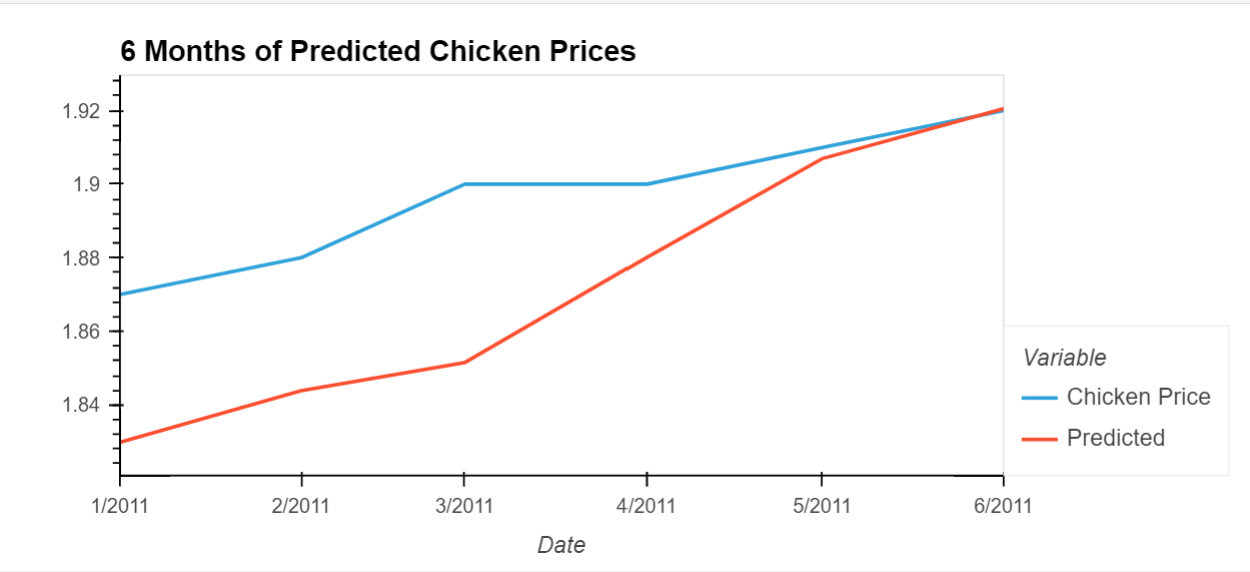 6 Months of Predicted Chicken Prices
1.92
1.9
1.88
1.86
1.84
Variable
Chicken Price
Predicted
1/2011 2/2011 3/2011 4/2011 5/2011 6/2011
Date